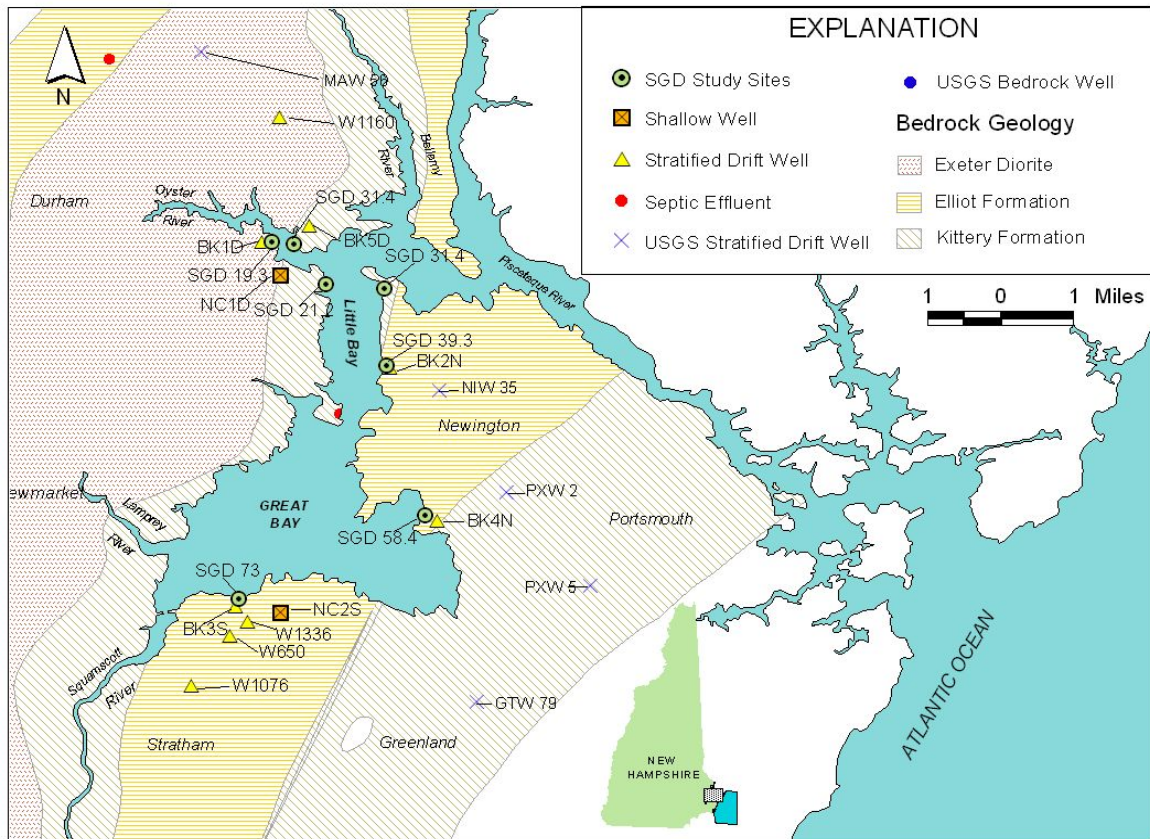 EXPLANATION
SGD Study Sites
Shallow Well
Stratified Drift Well
Septic Effluent
USGS Stratified Drift Well
USGS Bedrock Well
Bedrock Geology
Exeter Diorite
Elliot Formation
Kittery Formation
1 0 1 Miles
N
MAW 56
W1160
River
Bellamy
Durham
Oyster
River
SGD 31.4
BK1D
BK5D
SGD 19.3
NC1D
SGD 21.2
SGD 31.4
Piscataqua River
Little Bay
SGD 39.3
BK2N
NIW 35
Newington
ewmarket
Lamprey
River
GREAT
BAY
PXW 2
Portsmouth
BK4N
SGD 58.4
PXW 5
SGD 73
NC2S
BK3S
W1336
W650
W1076
Squamscott
River
GTW 79
Stratham
Greenland
NEW
HAMPSHIRE
ATLANTIC OCEAN